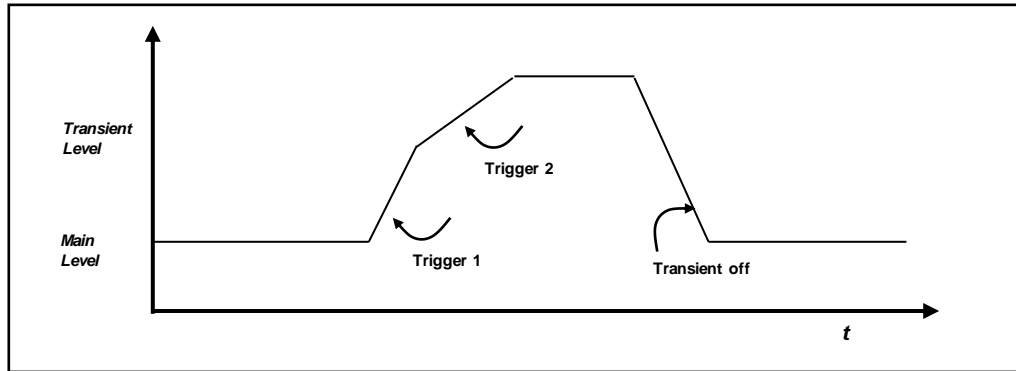 Transient
Level
Trigger 2
Main
Level
Trigger 1
Transient off
t